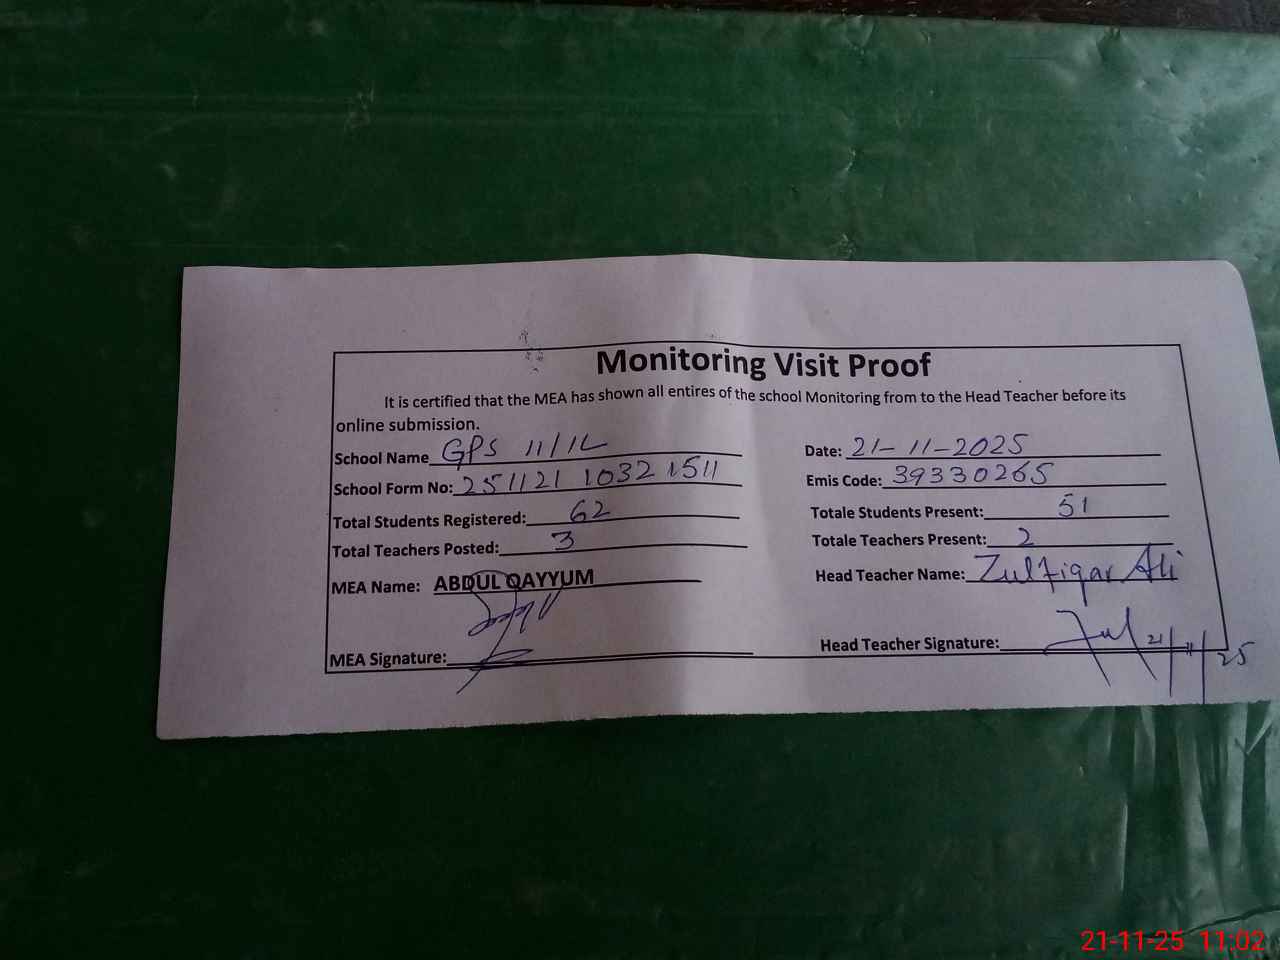 Monitoring Visit Proof
It is certified that the MEA has shown all entires of the school Monitoring from to the Head Teacher before its
online submission.
School Name GPS 11/1L
Date: 21-11-2025
School Form No: 251121 1032 1511
Emis Code: 39330265
Total Students Registered: 62
Totale Students Present: 51
Total Teachers Posted: 3
Totale Teachers Present: 2
MEA Name: ABDUL QAYYUM
Head Teacher Name: Zulfiqar Ali
MEA Signature:
Head Teacher Signature: 21/11/25
21-11-25 11:02